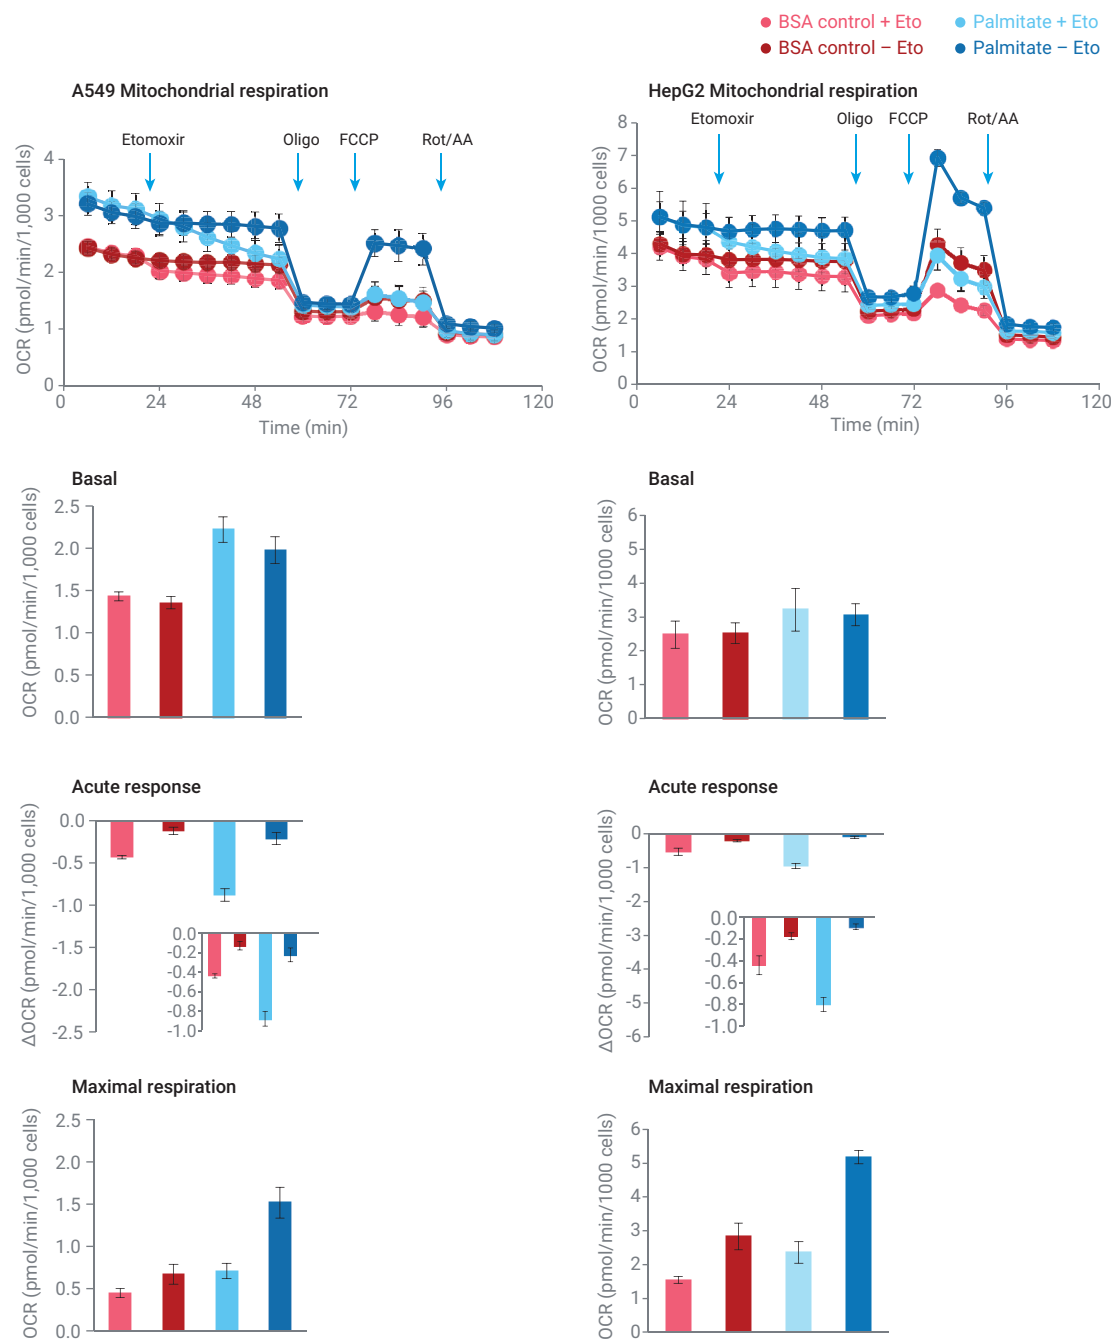 BSA control + Eto
Palmitate + Eto
BSA control – Eto
Palmitate – Eto
A549 Mitochondrial respiration
Etomoxir
Oligo
FCCP
Rot/AA
OCR (pmol/min/1,000 cells)
4
3
2
1
0
0
24
48
72
96
120
Time (min)
HepG2 Mitochondrial respiration
Etomoxir
Oligo
FCCP
Rot/AA
OCR (pmol/min/1000 cells)
8
7
6
5
4
3
2
1
0
0
24
48
72
96
120
Time (min)
Basal
OCR (pmol/min/1,000 cells)
2.5
2.0
1.5
1.0
0.5
0.0
Basal
OCR (pmol/min/1000 cells)
6
5
4
3
2
1
0
Acute response
ΔOCR (pmol/min/1,000 cells)
0.0
-0.5
-1.0
-1.5
-2.0
-2.5
0.0
-0.2
-0.4
-0.6
-0.8
-1.0
Acute response
ΔOCR (pmol/min/1,000 cells)
0
-1
-2
-3
-4
-5
-6
0.0
-0.2
-0.4
-0.6
-0.8
-1.0
Maximal respiration
OCR (pmol/min/1,000 cells)
2.5
2.0
1.5
1.0
0.5
0.0
Maximal respiration
OCR (pmol/min/1000 cells)
6
5
4
3
2
1
0